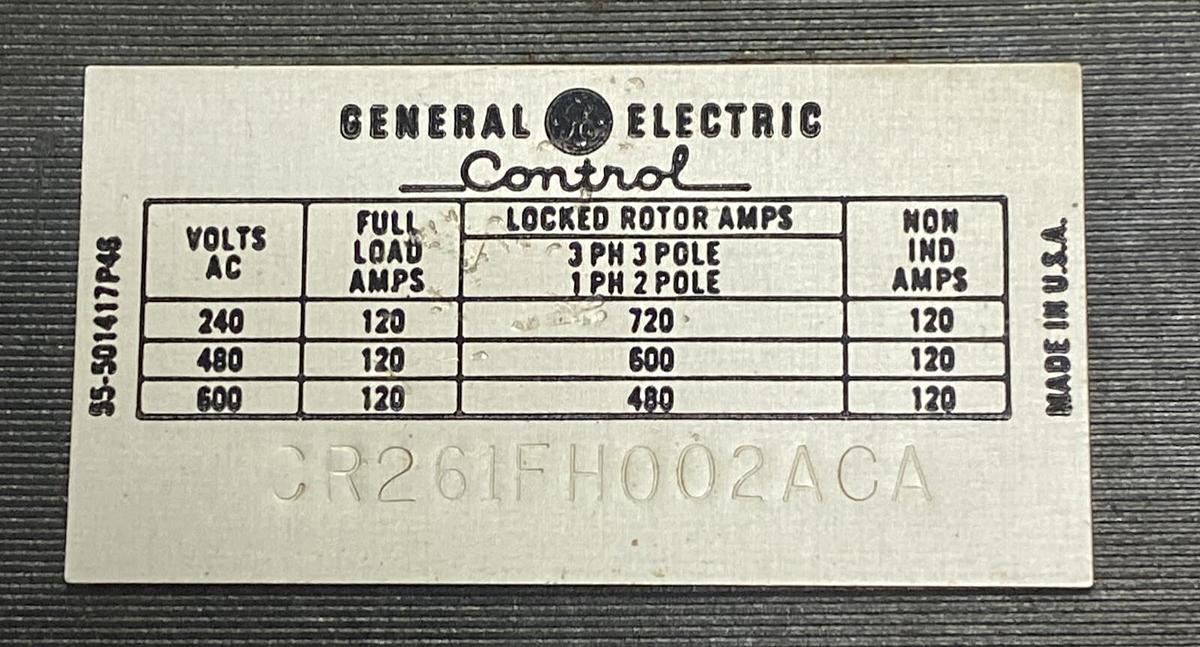 GENERAL ELECTRIC
Control
VOLTS AC FULL LOAD AMPS LOCKED ROTOR AMPS 3 PH 3 POLE 1 PH 2 POLE NON IND AMPS
240 120 720 120
480 120 600 120
600 120 480 120
CR261FH002ACA
55-501417P46
MADE IN U.S.A.